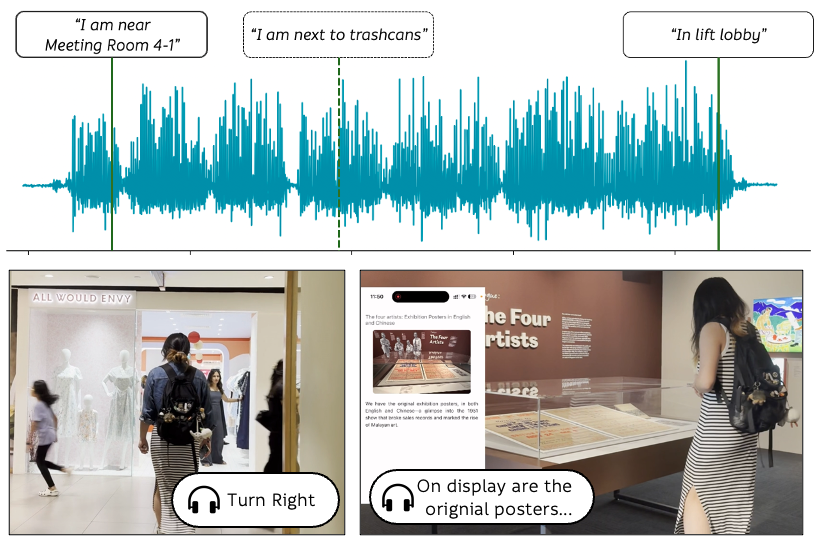 “I am near
Meeting Room 4-1”
“I am next to trashcans”
“In lift lobby”
ALL WOULD ENVY
Turn Right
11:50
The four artists: Exhibition Posters in English
and Chinese
The Four
Artists
We have the original exhibition posters, in both
English and Chinese—a glimpse into the 1981
show that broke sales records and marked the rise
of Malayan art.
he Four
rtists
On display are the
orignial posters...